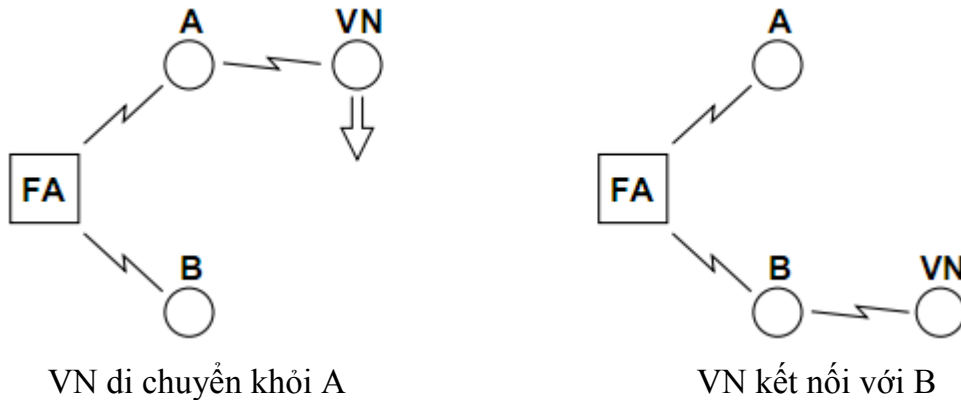 A VN A
FA FA
B B VN
VN di chuyển khỏi A VN kết nối với B